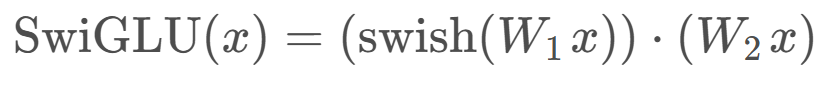 SwiGLU(x) = (swish(W₁ x)) · (W₂ x)